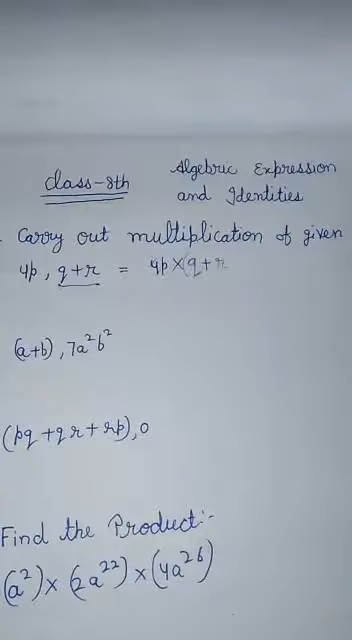 class-8th
Algebric Expression
and Identities
Carry out multiplication of given
4p, q+r = 4p×(q+r
(a+b), 7a²b²
(pq+qr+rp), 0
Find the Product:-
(a²)×(2a²²)×(4a²⁶)